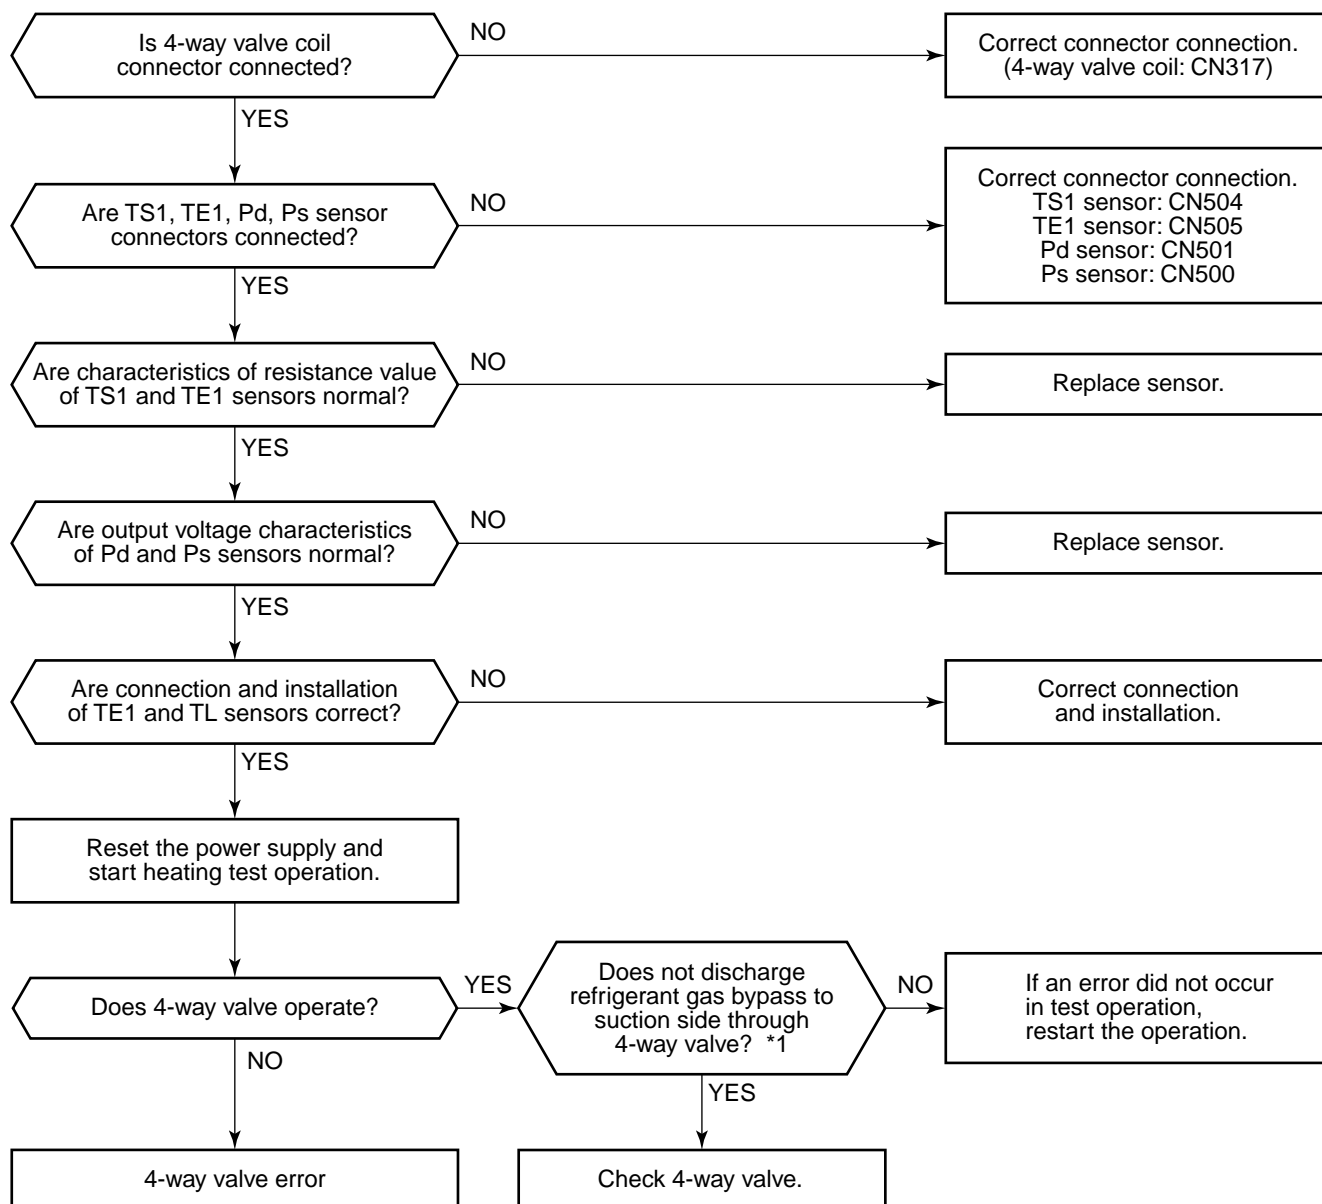 Is 4-way valve coil
connector connected?
NO
Correct connector connection.
(4-way valve coil: CN317)
YES
Are TS1, TE1, Pd, Ps sensor
connectors connected?
NO
Correct connector connection.
TS1 sensor: CN504
TE1 sensor: CN505
Pd sensor: CN501
Ps sensor: CN500
YES
Are characteristics of resistance value
of TS1 and TE1 sensors normal?
NO
Replace sensor.
YES
Are output voltage characteristics
of Pd and Ps sensors normal?
NO
Replace sensor.
YES
Are connection and installation
of TE1 and TL sensors correct?
NO
Correct connection
and installation.
YES
Reset the power supply and
start heating test operation.
Does 4-way valve operate?
YES
Does not discharge
refrigerant gas bypass to
suction side through
4-way valve? *1
NO
If an error did not occur
in test operation,
restart the operation.
NO
YES
4-way valve error
Check 4-way valve.